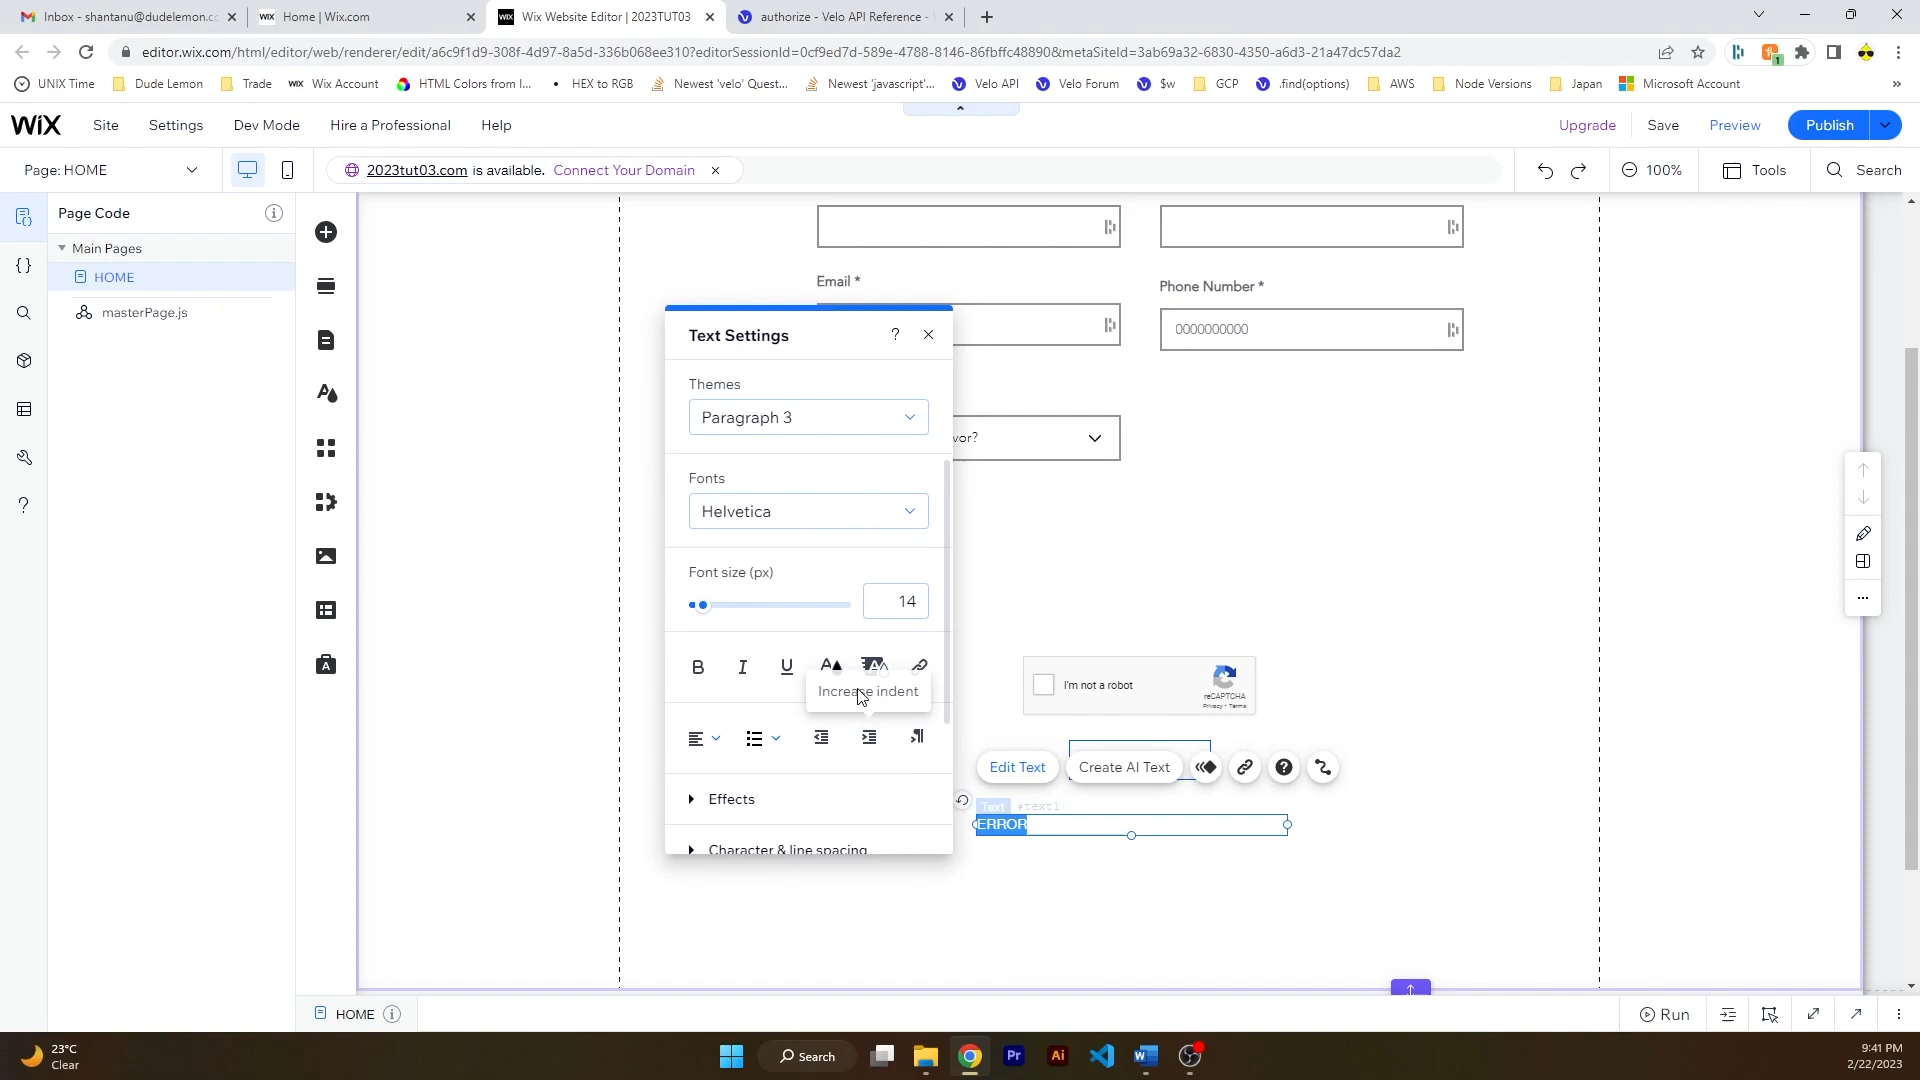 Inbox - shantanu@dudelemon.cc
Home | Wix.com
Wix Website Editor | 2023TUT03
authorize - Velo API Reference -
editor.wix.com/html/editor/web/renderer/edit/a6c9f1d9-308f-4d97-8a5d-336b068ee310?editorSessionId=0cf9ed7d-589e-4788-8146-86fbffc48890&metaSiteId=3ab69a32-6830-4350-a6d3-21a47dc57da2
UNIX Time
Dude Lemon
Trade
WIX Wix Account
HTML Colors from I...
HEX to RGB
Newest 'velo' Quest...
Newest 'javascript'...
Velo API
Velo Forum
$w
GCP
.find(options)
AWS
Node Versions
Japan
Microsoft Account
WIX
Site
Settings
Dev Mode
Hire a Professional
Help
Upgrade
Save
Preview
Publish
Page: HOME
2023tut03.com is available. Connect Your Domain
100%
Tools
Search
Page Code
Main Pages
HOME
masterPage.js
Email *
Phone Number *
0000000000
vor?
Text Settings
Themes
Paragraph 3
Fonts
Helvetica
Font size (px)
14
Increase indent
Effects
Character & line spacing
I'm not a robot
reCAPTCHA
Privacy - Terms
Edit Text
Create AI Text
Text #text1
ERROR
HOME
Run
23°C
Clear
Search
9:41 PM
2/22/2023